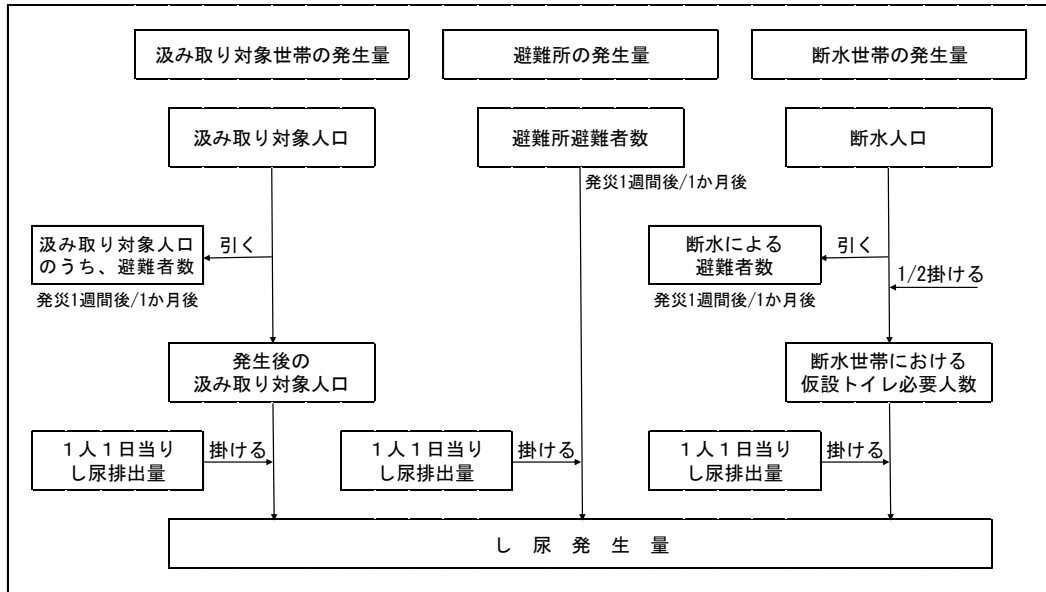 汲み取り対象世帯の発生量
避難所の発生量
断水世帯の発生量
汲み取り対象人口
避難所避難者数
断水人口
発災1週間後/1か月後
汲み取り対象人口
のうち、避難者数
引く
発災1週間後/1か月後
断水による
避難者数
引く
発災1週間後/1か月後
1/2掛ける
発生後の
汲み取り対象人口
断水世帯における
仮設トイレ必要人数
１人１日当り
し尿排出量
掛ける
１人１日当り
し尿排出量
掛ける
１人１日当り
し尿排出量
掛ける
し　尿　発　生　量